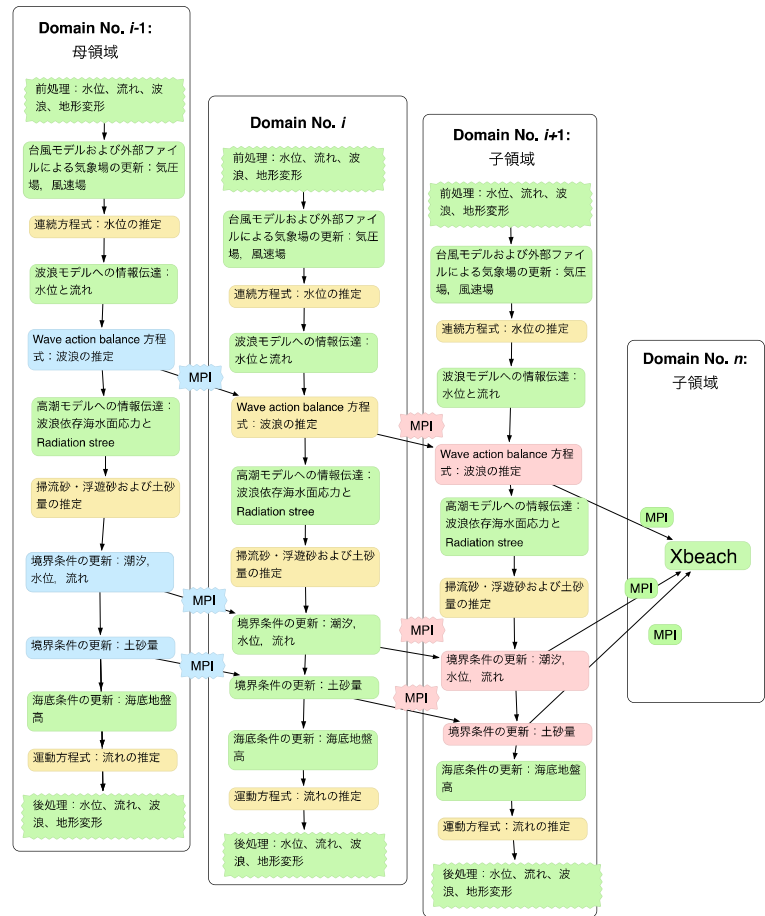 Domain No. i-1:
母領域
前処理：水位、流れ、波
浪、地形変形
台風モデルおよび外部ファイ
ルによる気象場の更新：気圧
場，風速場
連続方程式：水位の推定
波浪モデルへの情報伝達：
水位と流れ
Wave action balance 方程
式：波浪の推定
高潮モデルへの情報伝達：
波浪依存海水面応力と
Radiation stree
掃流砂・浮遊砂および土砂
量の推定
境界条件の更新：潮汐，
水位，流れ
境界条件の更新：土砂量
海底条件の更新：海底地盤
高
運動方程式：流れの推定
後処理：水位、流れ、波
浪、地形変形
MPI
MPI
MPI
Domain No. i
前処理：水位、流れ、波
浪、地形変形
台風モデルおよび外部ファイ
ルによる気象場の更新：気圧
場，風速場
連続方程式：水位の推定
波浪モデルへの情報伝達：
水位と流れ
Wave action balance 方程
式：波浪の推定
高潮モデルへの情報伝達：
波浪依存海水面応力と
Radiation stree
掃流砂・浮遊砂および土砂
量の推定
境界条件の更新：潮汐，
水位，流れ
境界条件の更新：土砂量
海底条件の更新：海底地盤
高
運動方程式：流れの推定
後処理：水位、流れ、波
浪、地形変形
MPI
MPI
MPI
Domain No. i+1:
子領域
前処理：水位、流れ、波
浪、地形変形
台風モデルおよび外部ファイ
ルによる気象場の更新：気圧
場，風速場
連続方程式：水位の推定
波浪モデルへの情報伝達：
水位と流れ
Wave action balance 方程
式：波浪の推定
高潮モデルへの情報伝達：
波浪依存海水面応力と
Radiation stree
掃流砂・浮遊砂および土砂
量の推定
境界条件の更新：潮汐，
水位，流れ
境界条件の更新：土砂量
海底条件の更新：海底地盤
高
運動方程式：流れの推定
後処理：水位、流れ、波
浪、地形変形
Domain No. n:
子領域
MPI
Xbeach
MPI
MPI